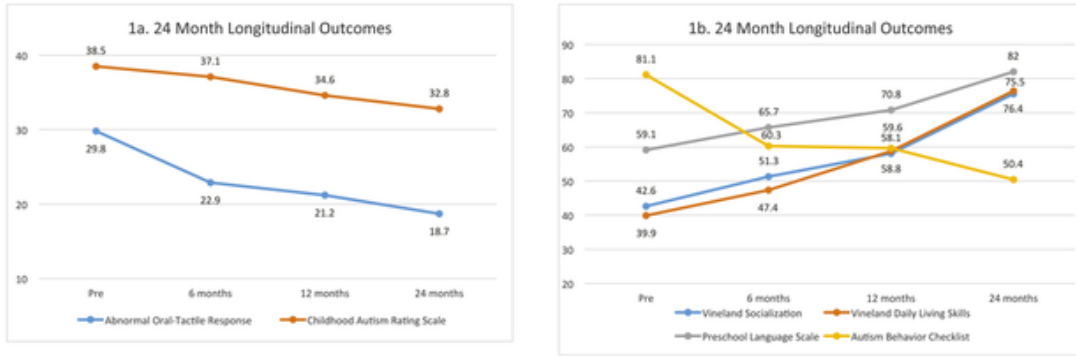 1a. 24 Month Longitudinal Outcomes
40
30
20
10
38.5
37.1
34.6
32.8
29.8
22.9
21.2
18.7
Pre
6 months
12 months
24 months
Abnormal Oral-Tactile Response
Childhood Autism Rating Scale
1b. 24 Month Longitudinal Outcomes
90
80
70
60
50
40
30
20
81.1
82
75.5
76.4
70.8
65.7
60.3
59.1
59.6
58.1
58.8
51.3
50.4
47.4
42.6
39.9
Pre
6 months
12 months
24 months
Vineland Socialization
Vineland Daily Living Skills
Preschool Language Scale
Autism Behavior Checklist